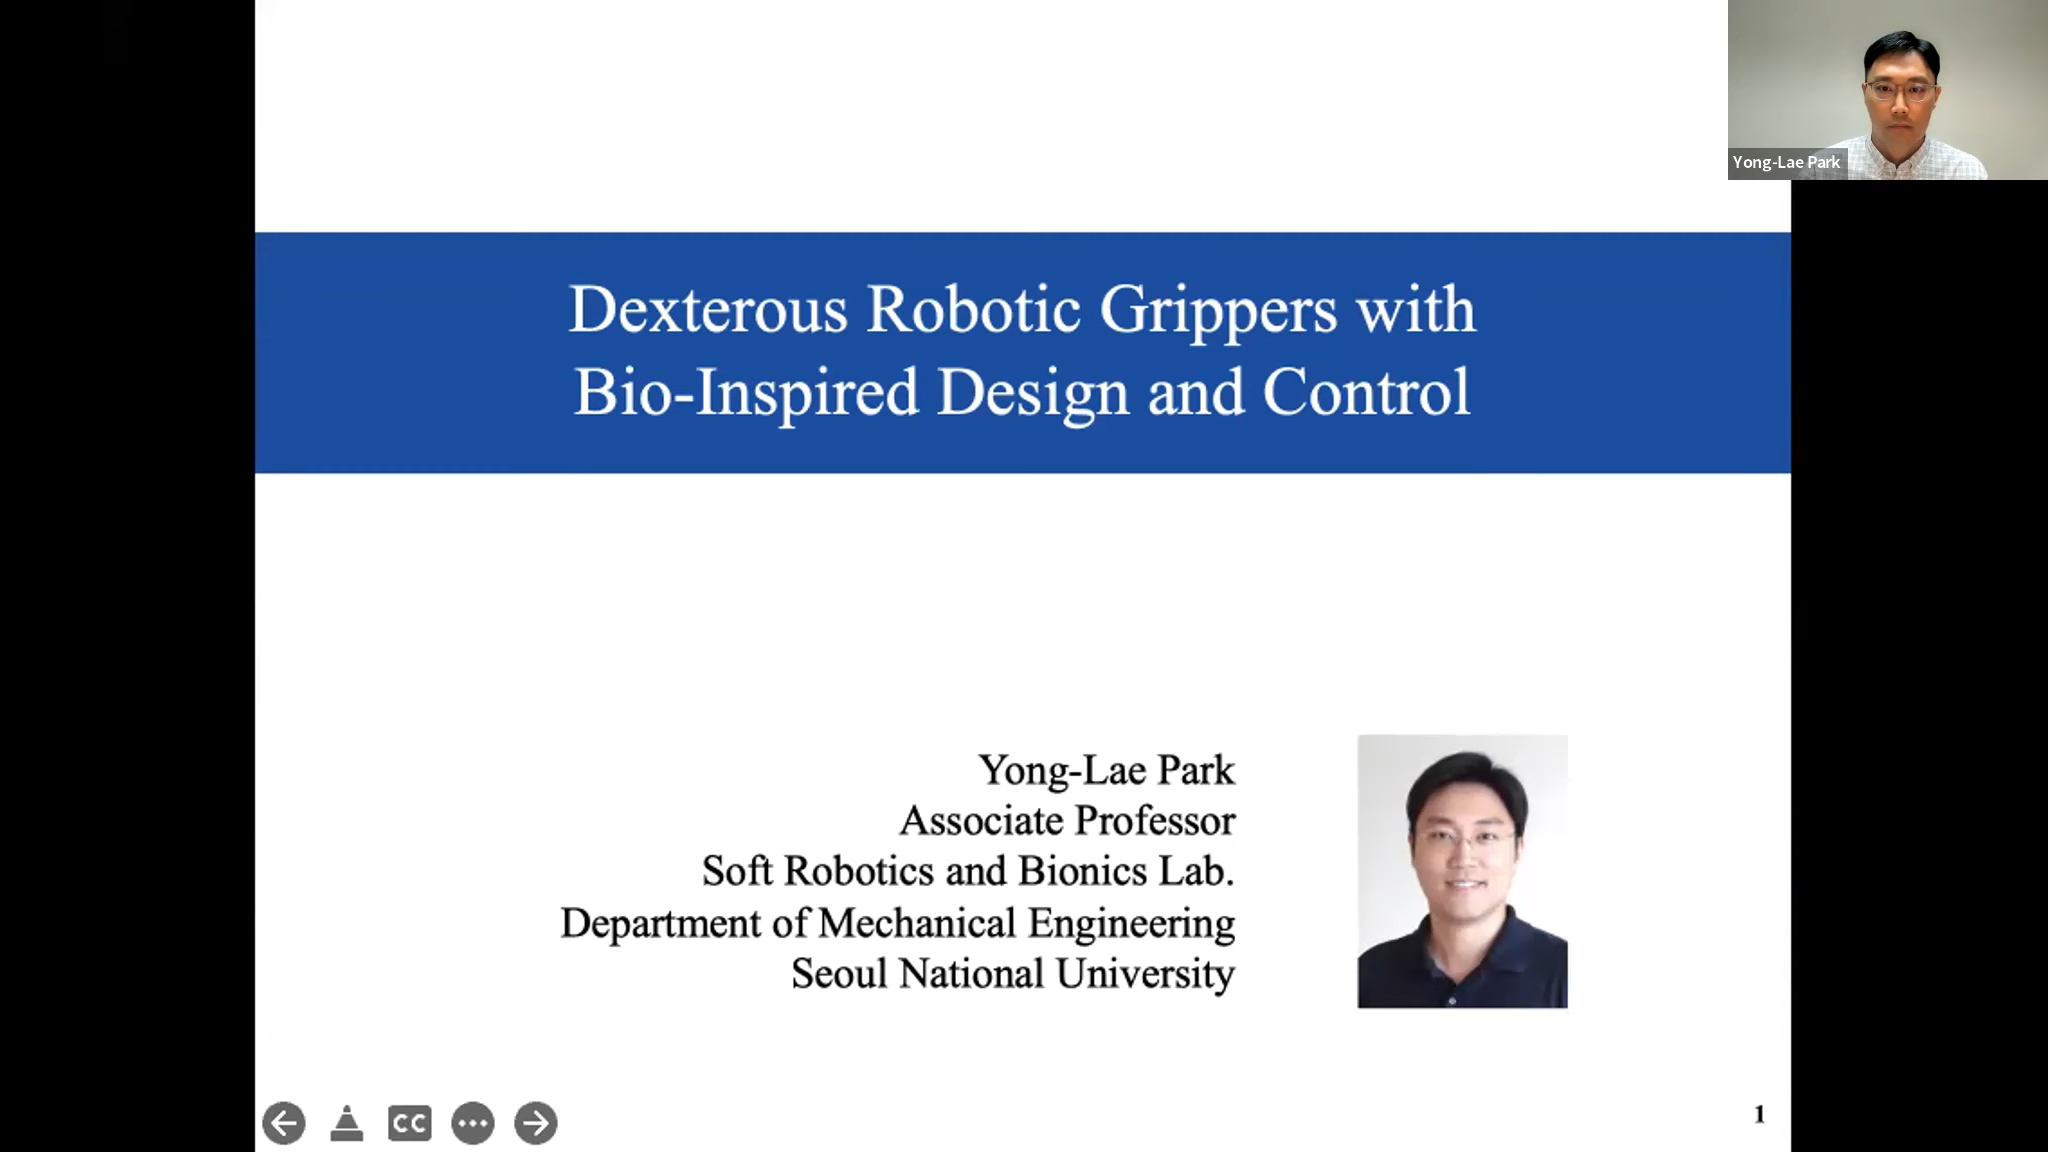 Yong-Lae Park
Dexterous Robotic Grippers with
Bio-Inspired Design and Control
Yong-Lae Park
Associate Professor
Soft Robotics and Bionics Lab.
Department of Mechanical Engineering
Seoul National University
CC
1